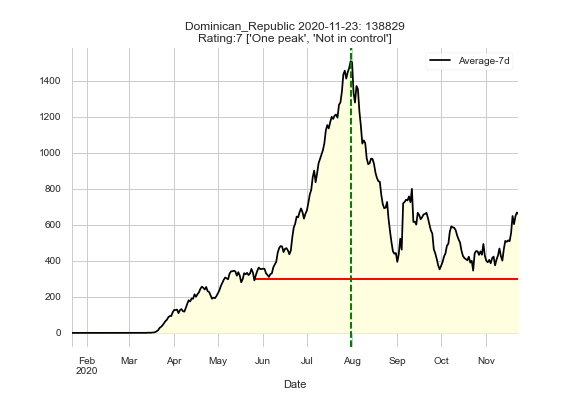 Dominican_Republic 2020-11-23: 138829
Rating:7 ['One peak', 'Not in control']
Average-7d
1400
1200
1000
800
600
400
200
0
Feb Mar Apr May Jun Jul Aug Sep Oct Nov
2020
Date